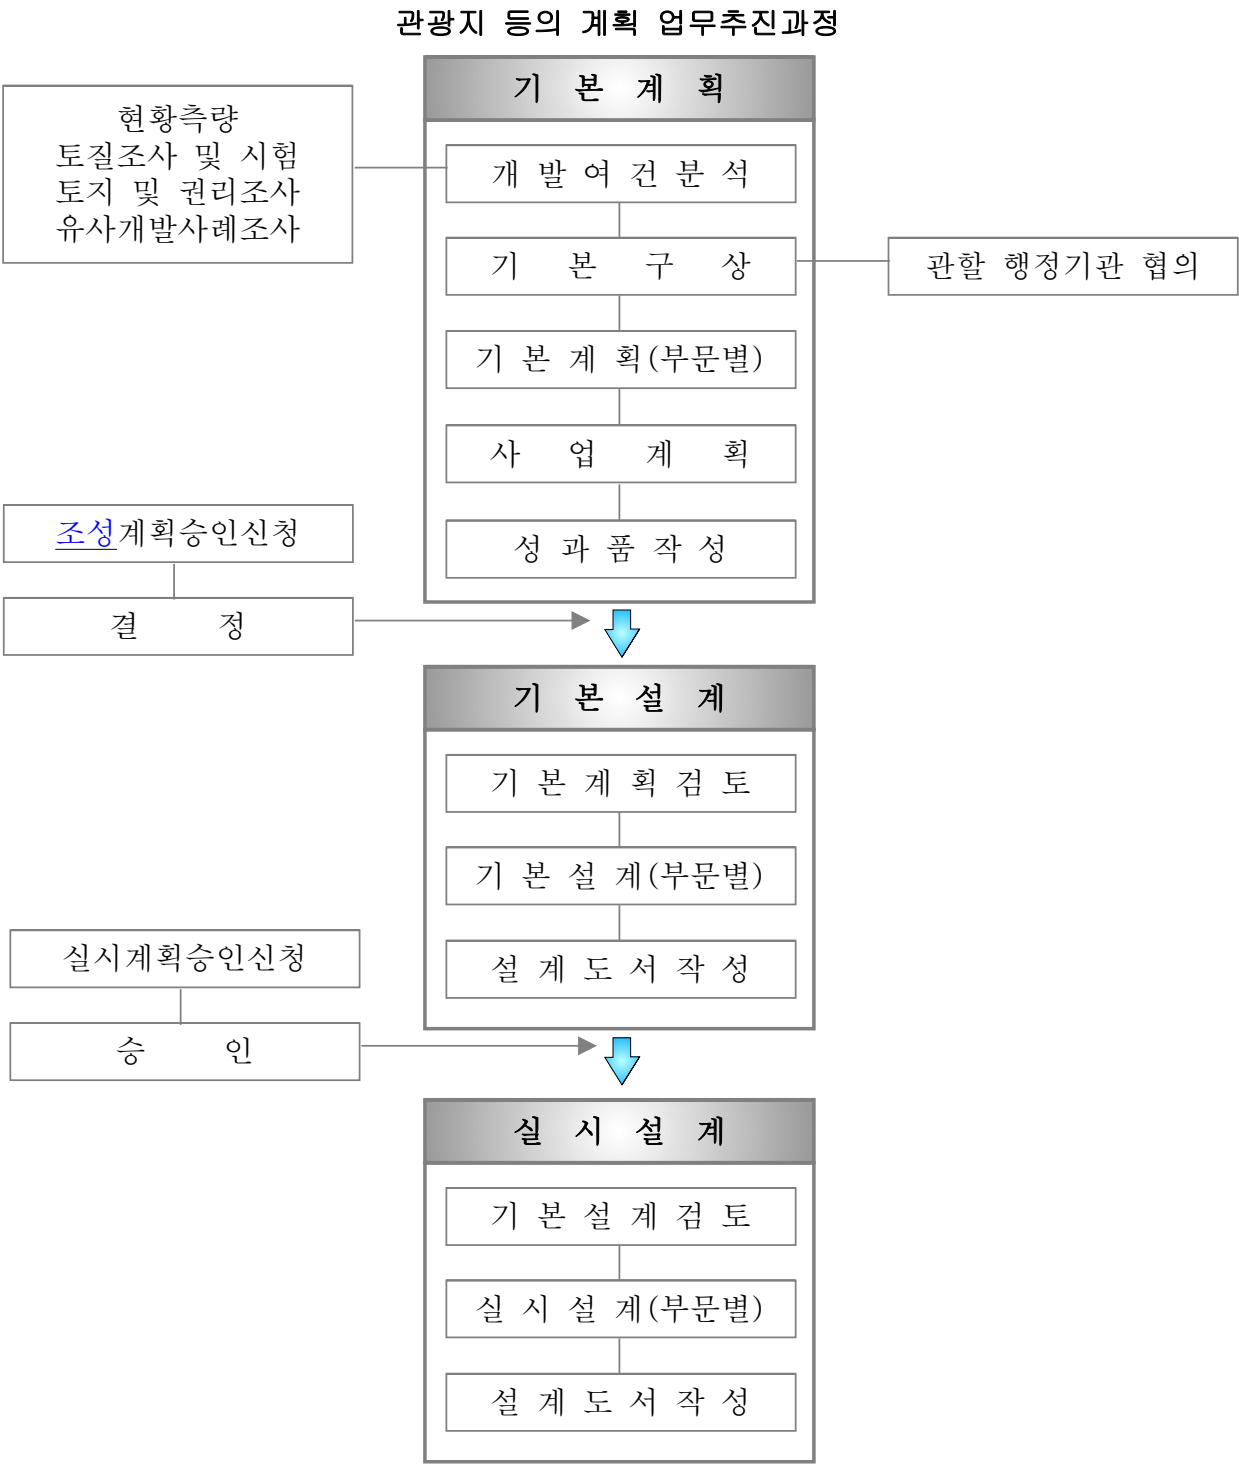 관광지 등의 계획 업무추진과정
기 본 계 획
현황측량
토질조사 및 시험
토지 및 권리조사
유사개발사례조사
개 발 여 건 분 석
기 본 구 상
관할 행정기관 협의
기 본 계 획(부문별)
사 업 계 획
성 과 품 작 성
조성계획승인신청
결 정
기 본 설 계
기 본 계 획 검 토
기 본 설 계(부문별)
설 계 도 서 작 성
실시계획승인신청
승 인
실 시 설 계
기 본 설 계 검 토
실 시 설 계(부문별)
설 계 도 서 작 성